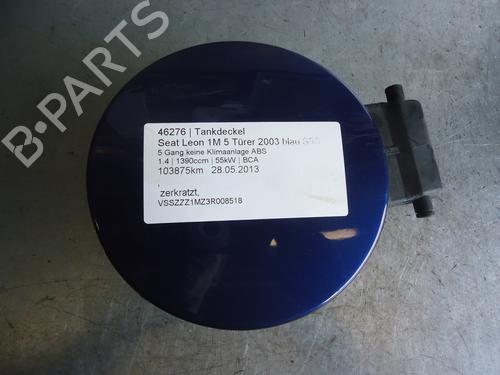 46276 | Tankdeckel
Seat Leon 1M 5 Türer 2003 blau
5 Gang keine Klimaanlage ABS
1.4 | 1390ccm | 55kW | BCA
103875km 28.05.2013
,
zerkratzt,
VSSZZZ1MZ3R008518
B-PARTS